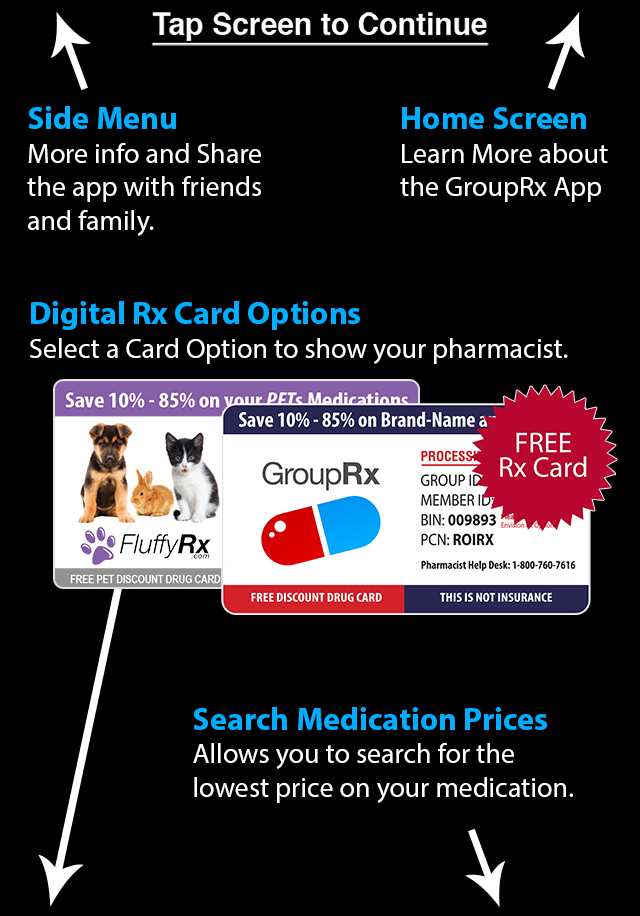 Tap Screen to Continue
Side Menu
More info and Share
the app with friends
and family.
Home Screen
Learn More about
the GroupRx App
Digital Rx Card Options
Select a Card Option to show your pharmacist.
Save 10% - 85% on your PETs Medications
FluffyRx
.com
FREE PET DISCOUNT DRUG CARD
Save 10% - 85% on Brand-Name
GroupRx
GROUP ID
MEMBER ID:
BIN: 009893
PCN: ROIRX
Pharmacist Help Desk: 1-800-760-7616
FREE DISCOUNT DRUG CARD
THIS IS NOT INSURANCE
FREE
Rx Card
Search Medication Prices
Allows you to search for the
lowest price on your medication.